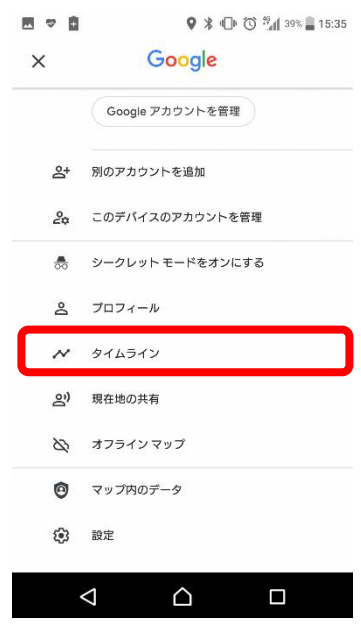 39% 15:35
Google
Google アカウントを管理
別のアカウントを追加
このデバイスのアカウントを管理
シークレット モードをオンにする
プロフィール
タイムライン
現在地の共有
オフライン マップ
マップ内のデータ
設定